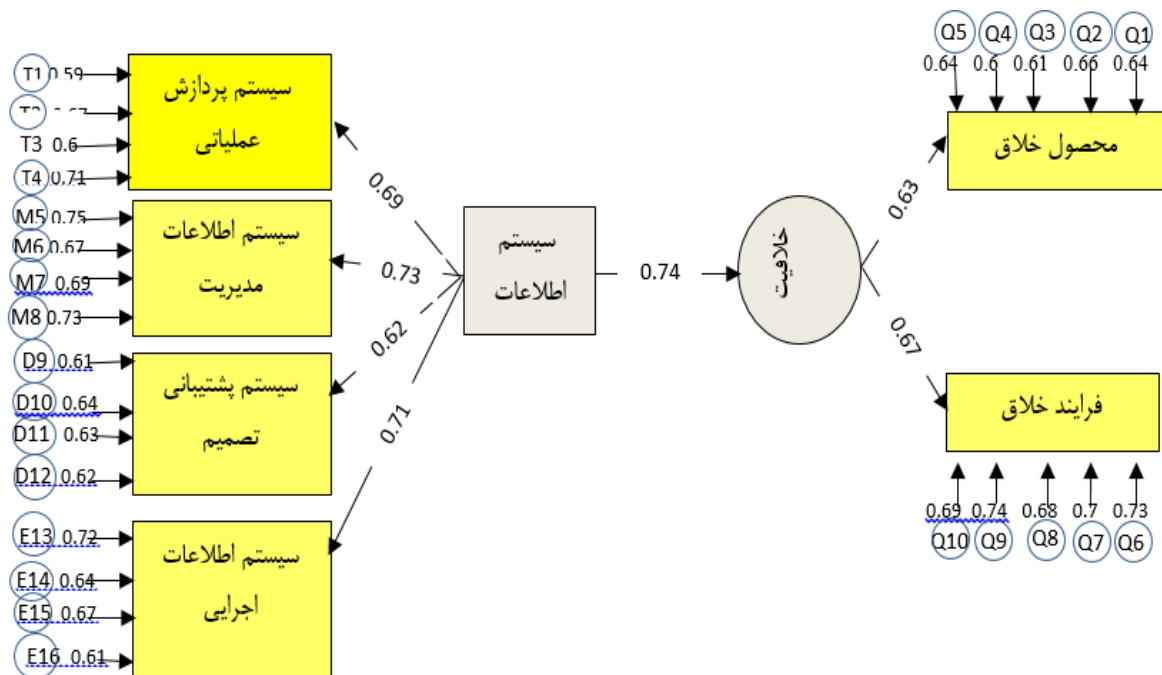 Q5 Q4 Q3 Q2 Q1
0.64 0.6 0.61 0.66 0.64
محصول خلاق
T1 0.59
T3 0.6
T4 0.71
سیستم پردازش
عملیاتی
M5 0.75
M6 0.67
M7 0.69
M8 0.73
سیستم اطلاعات
مدیریت
D9 0.61
D10 0.64
D11 0.63
D12 0.62
سیستم پشتیبانی
تصمیم
E13 0.72
E14 0.64
E15 0.67
E16 0.61
سیستم اطلاعات
اجرایی
0.69
0.73
0.62
0.71
سیستم
اطلاعات
0.74
خلاقیت
0.63
0.67
فرایند خلاق
0.69 0.74 0.68 0.7 0.73
Q10 Q9 Q8 Q7 Q6